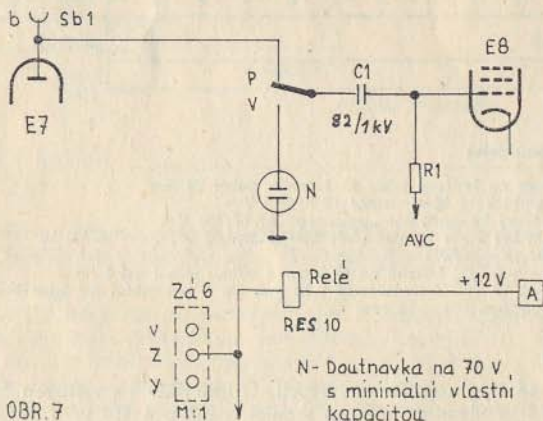 b Sb1
E8
P
C1
V
E7
82/1kV
N
R1
AVC
Zá 6
Relé
+12V
A
V
Z
RES 10
V
N- Doutnavka na 70 V
s minimální vlastní
kapacitou
OBR.7
M:1